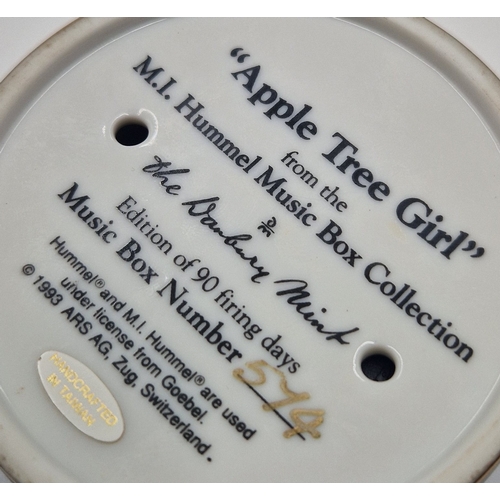 “Apple Tree Girl”
from the
M.I. Hummel Music Box Collection
DM
the Danbury Mint
Edition of 90 firing days
Music Box Number 574
Hummel® and M.I. Hummel® are used
under license from Goebel.
© 1993 ARS AG, Zug, Switzerland.
HANDCRAFTED
IN TAIWAN